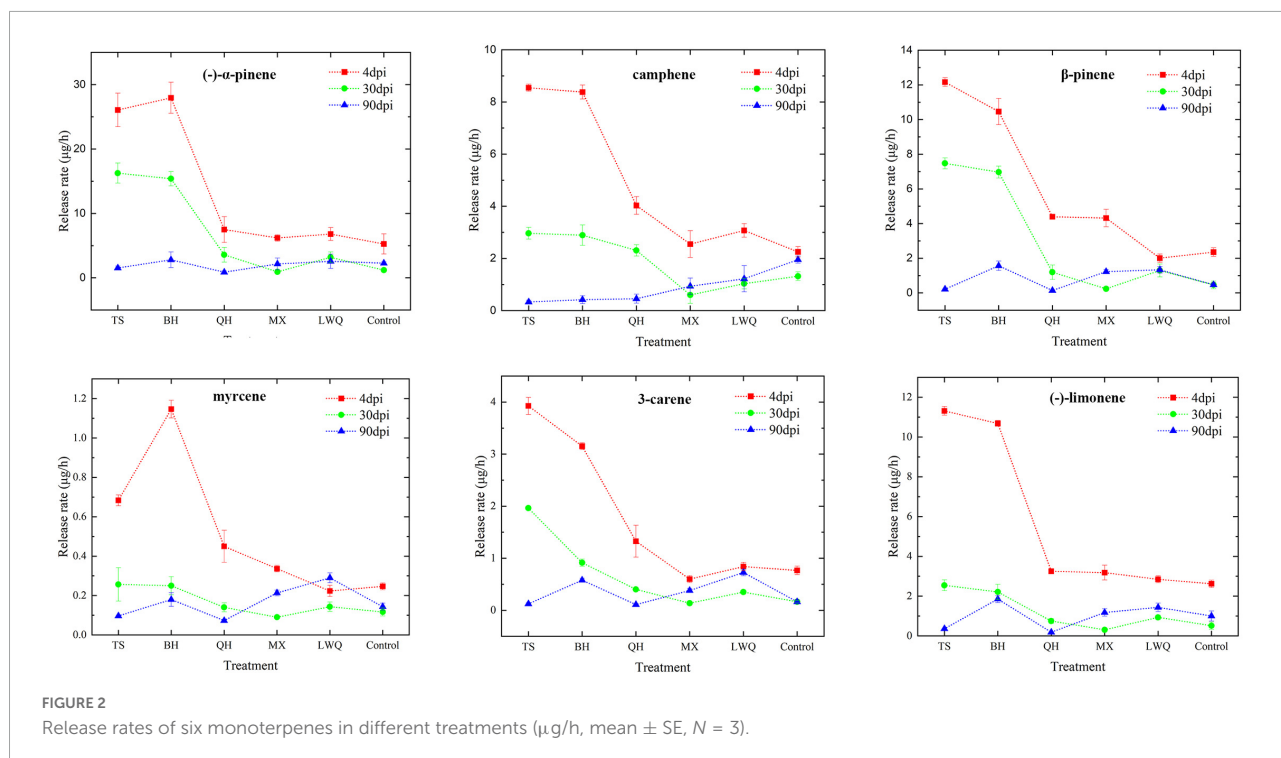 (-)-α-pinene
4dpi
30dpi
90dpi
Release rate (μg/h)
30
20
10
0
TS BH QH MX LWQ Control
camphene
4dpi
30dpi
90dpi
Release rate (μg/h)
10
8
6
4
2
0
TS BH QH MX LWQ Control
Treatment
β-pinene
4dpi
30dpi
90dpi
Release rate (μg/h)
14
12
10
8
6
4
2
0
TS BH QH MX LWQ Control
Treatment
myrcene
4dpi
30dpi
90dpi
Release rate (μg/h)
1.2
1.0
0.8
0.6
0.4
0.2
0.0
TS BH QH MX LWQ Control
Treatment
3-carene
4dpi
30dpi
90dpi
Release rate (μg/h)
4
3
2
1
0
TS BH QH MX LWQ Control
Treatment
(-)-limonene
4dpi
30dpi
90dpi
Release rate (μg/h)
12
10
8
6
4
2
0
TS BH QH MX LWQ Control
Treatment
FIGURE 2
Release rates of six monoterpenes in different treatments (μg/h, mean ± SE, N = 3).